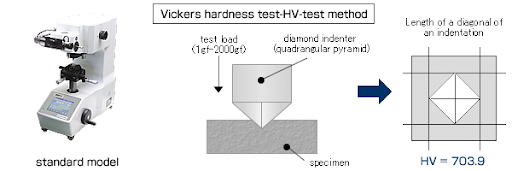 Vickers hardness test-HV-test method
test load
(1gf-2000gf)
diamond indenter
(quadrangular pyramid)
Length of a diagonal of
an indentation
specimen
standard model
HV = 703.9